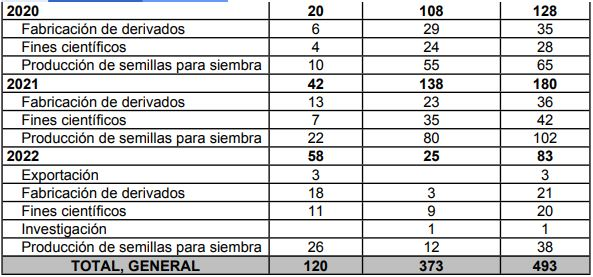 2020 20 108 128
Fabricación de derivados 6 29 35
Fines científicos 4 24 28
Producción de semillas para siembra 10 55 65
2021 42 138 180
Fabricación de derivados 13 23 36
Fines científicos 7 35 42
Producción de semillas para siembra 22 80 102
2022 58 25 83
Exportación 3 3
Fabricación de derivados 18 3 21
Fines científicos 11 9 20
Investigación 1 1
Producción de semillas para siembra 26 12 38
TOTAL, GENERAL 120 373 493